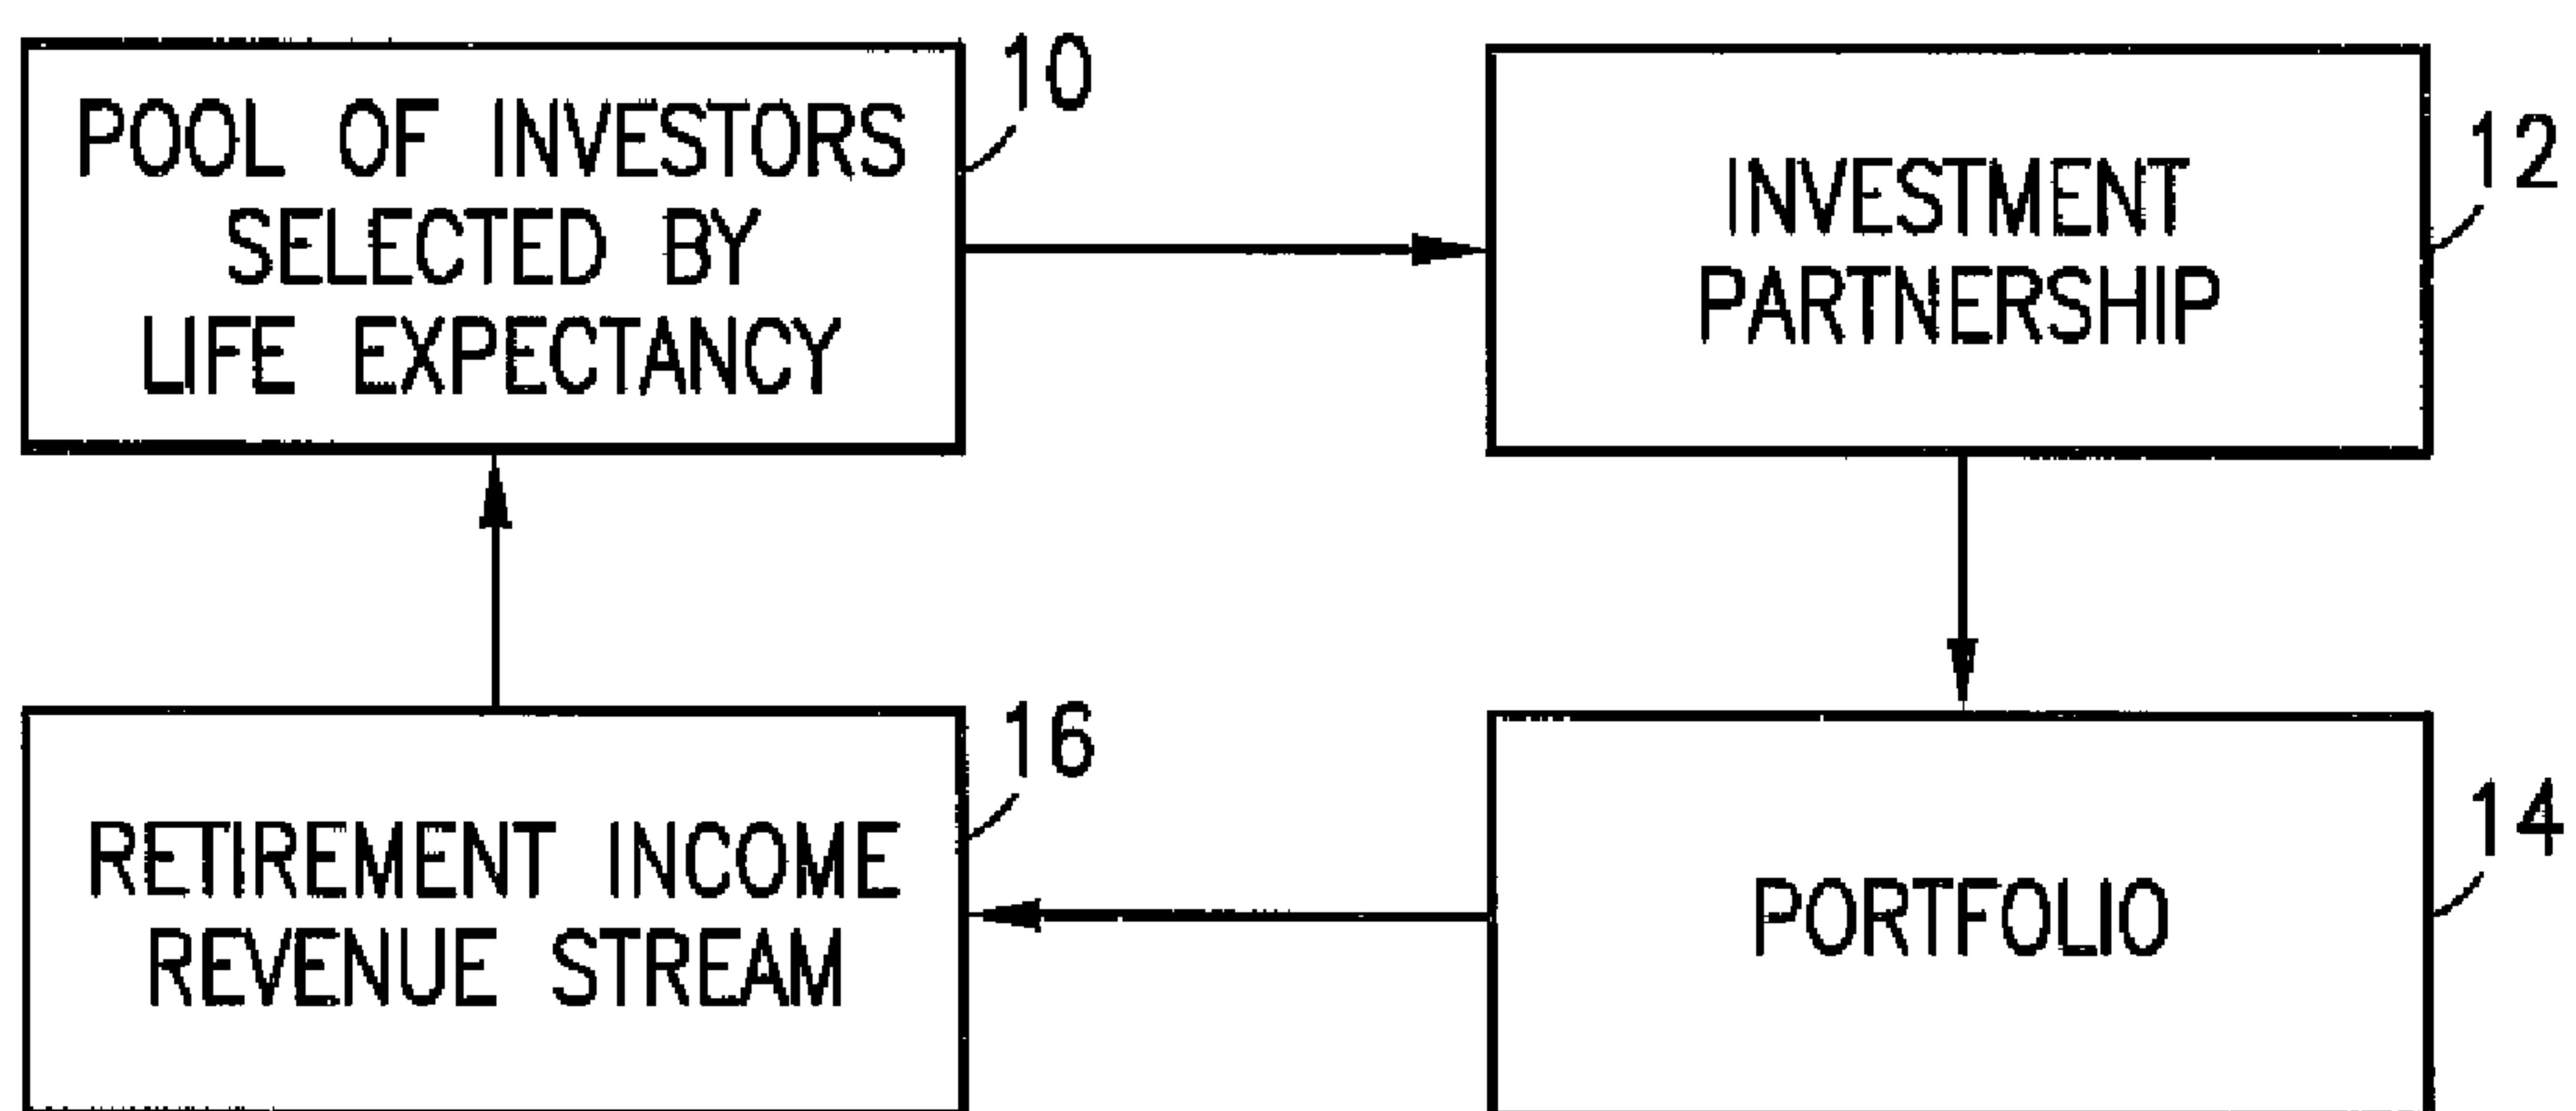 POOL OF INVESTORS
SELECTED BY
LIFE EXPECTANCY
10
INVESTMENT
PARTNERSHIP
12
RETIREMENT INCOME
REVENUE STREAM
16
PORTFOLIO
14